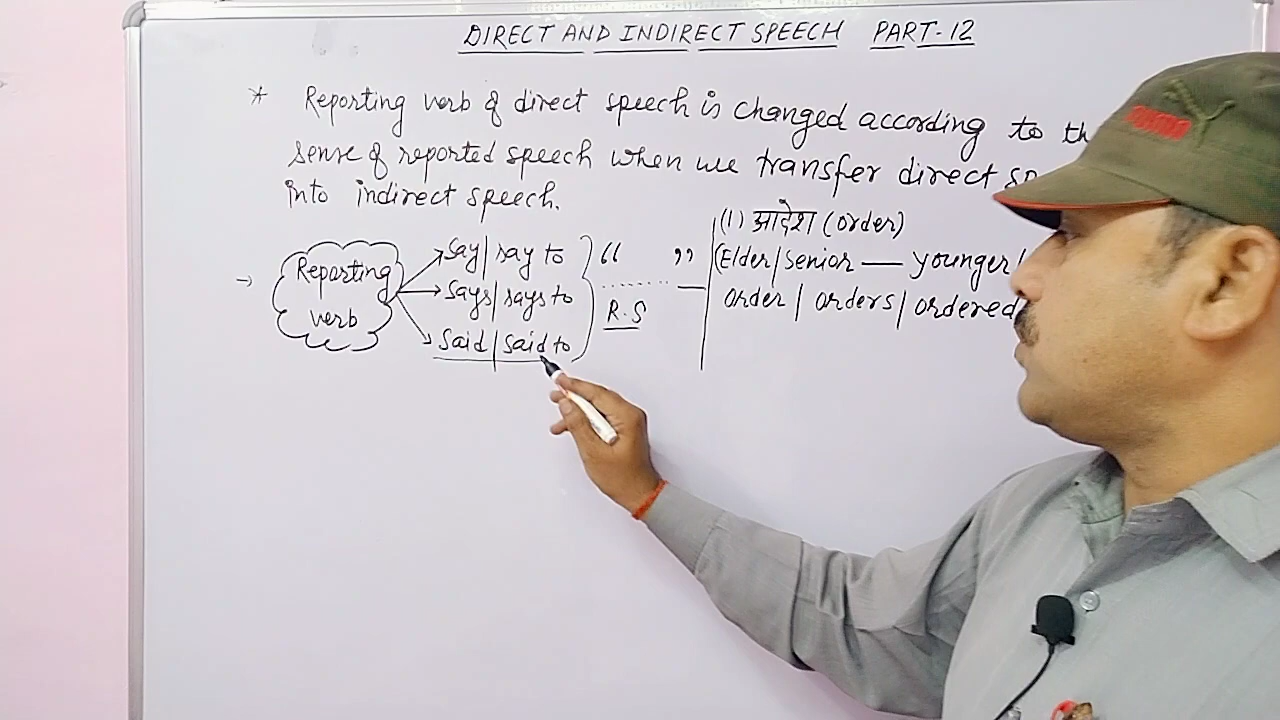 DIRECT AND INDIRECT SPEECH PART-12
* Reporting verb of direct speech is changed according to th
sense of reported speech when we transfer direct sp
into indirect speech.
→ Reporting verb
say | say to
says | says to
said | said to
“ ”
R.S
(1) आदेश (order)
(Elder/senior — younger/
order / orders / ordered